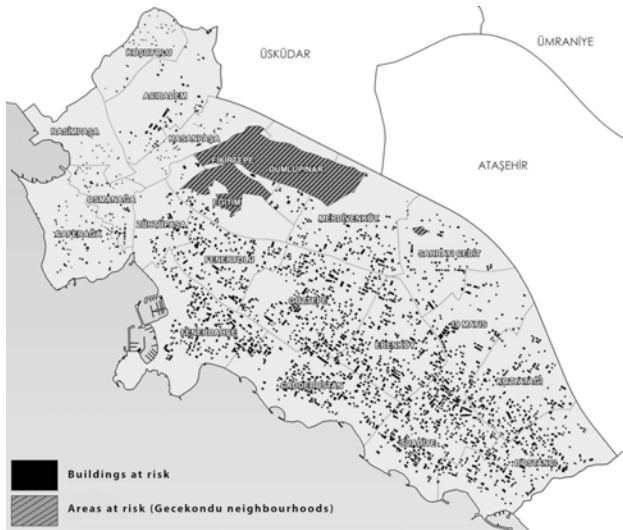 ÜMRANİYE
ÜSKÜDAR
KOŞUYOLU
ACIBADEM
ATAŞEHİR
RASİMPAŞA
HASANPAŞA
FİKİRTEPE
DUMLUPINAR
OSMANAĞA
EĞİTİM
CAFERAĞA
ZÜHTÜPAŞA
MERDİVENKÖY
SAHRAYI CEDİT
FENERYOLU
GÖZTEPE
FENERBAHÇE
19 MAYIS
ERENKÖY
CADDEBOSTAN
KOZYATAĞI
SUADİYE
BOSTANCI
Buildings at risk
Areas at risk (Gecekondu neighbourhoods)